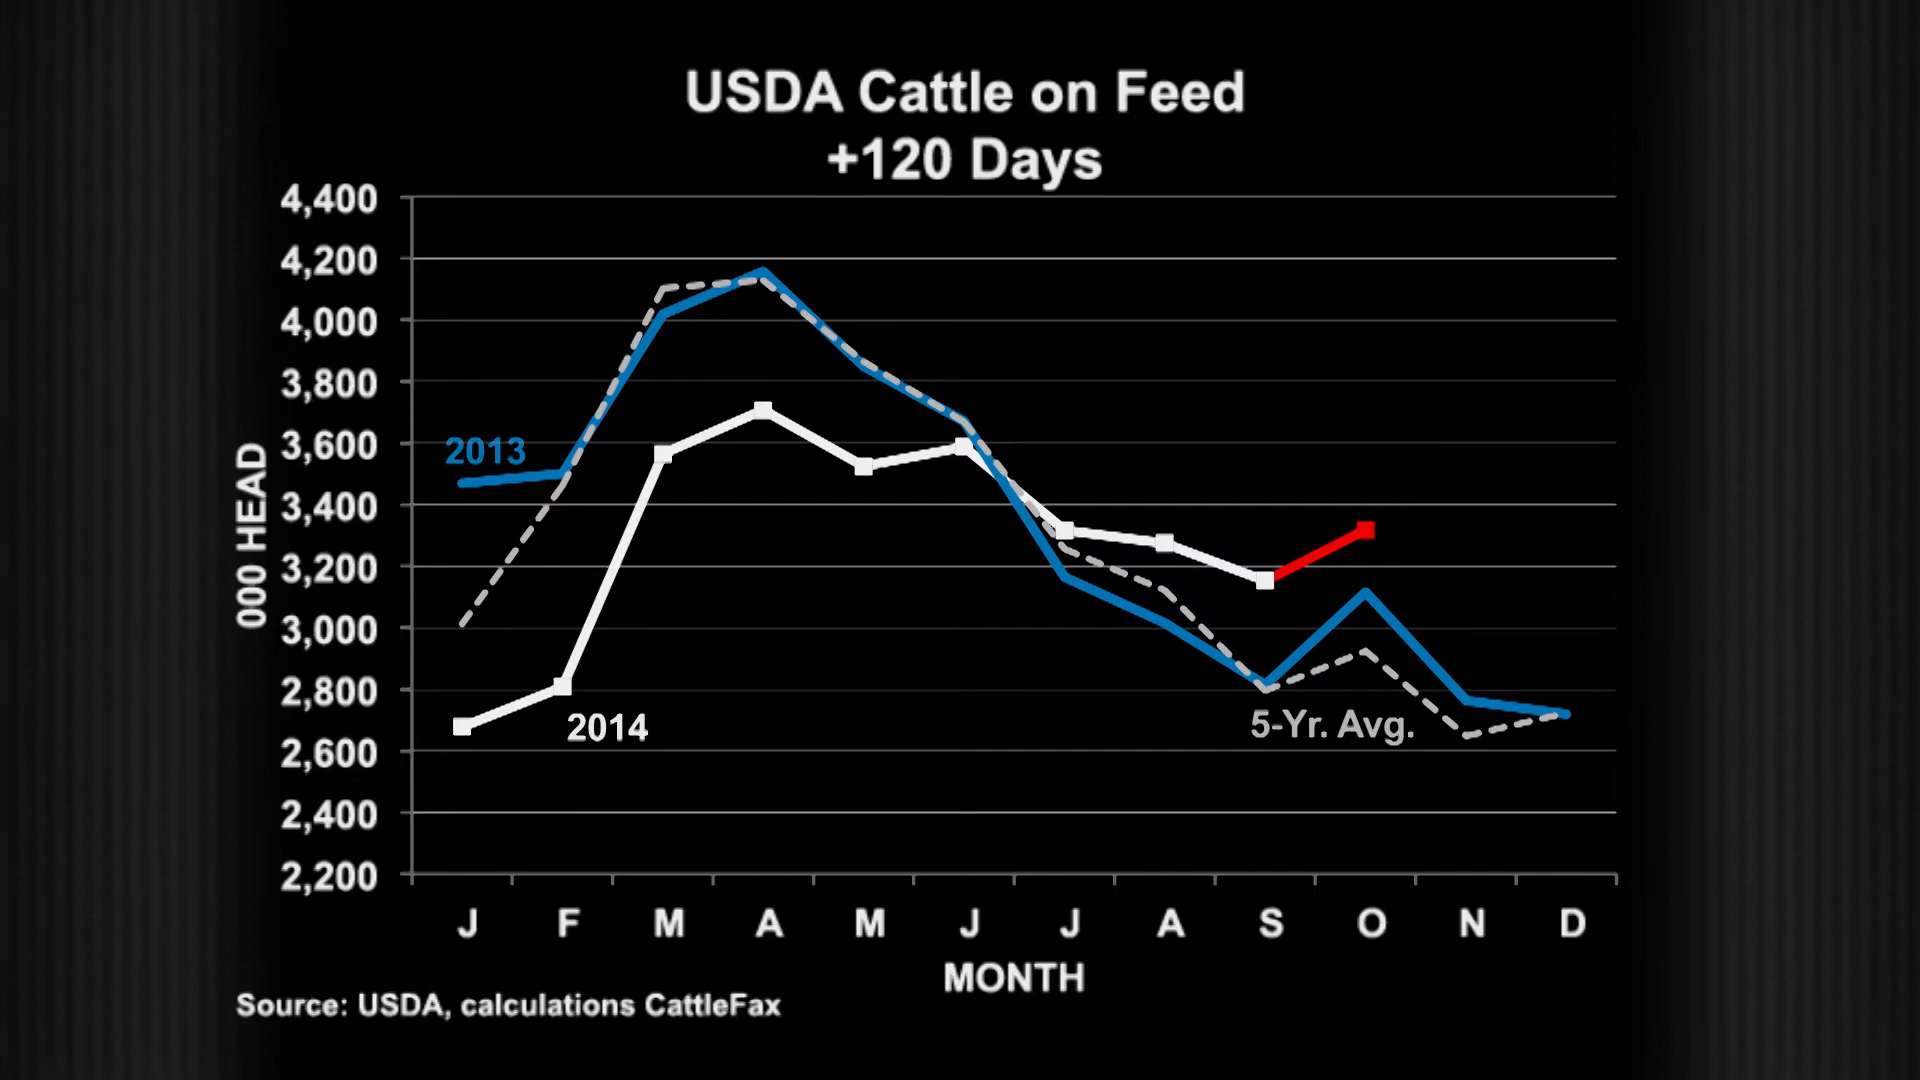 USDA Cattle on Feed
+120 Days
4,400
4,200
4,000
3,800
3,600
3,400
3,200
3,000
2,800
2,600
2,400
2,200
000 HEAD
2013
2014
5-Yr. Avg.
J F M A M J J A S O N D
MONTH
Source: USDA, calculations CattleFax